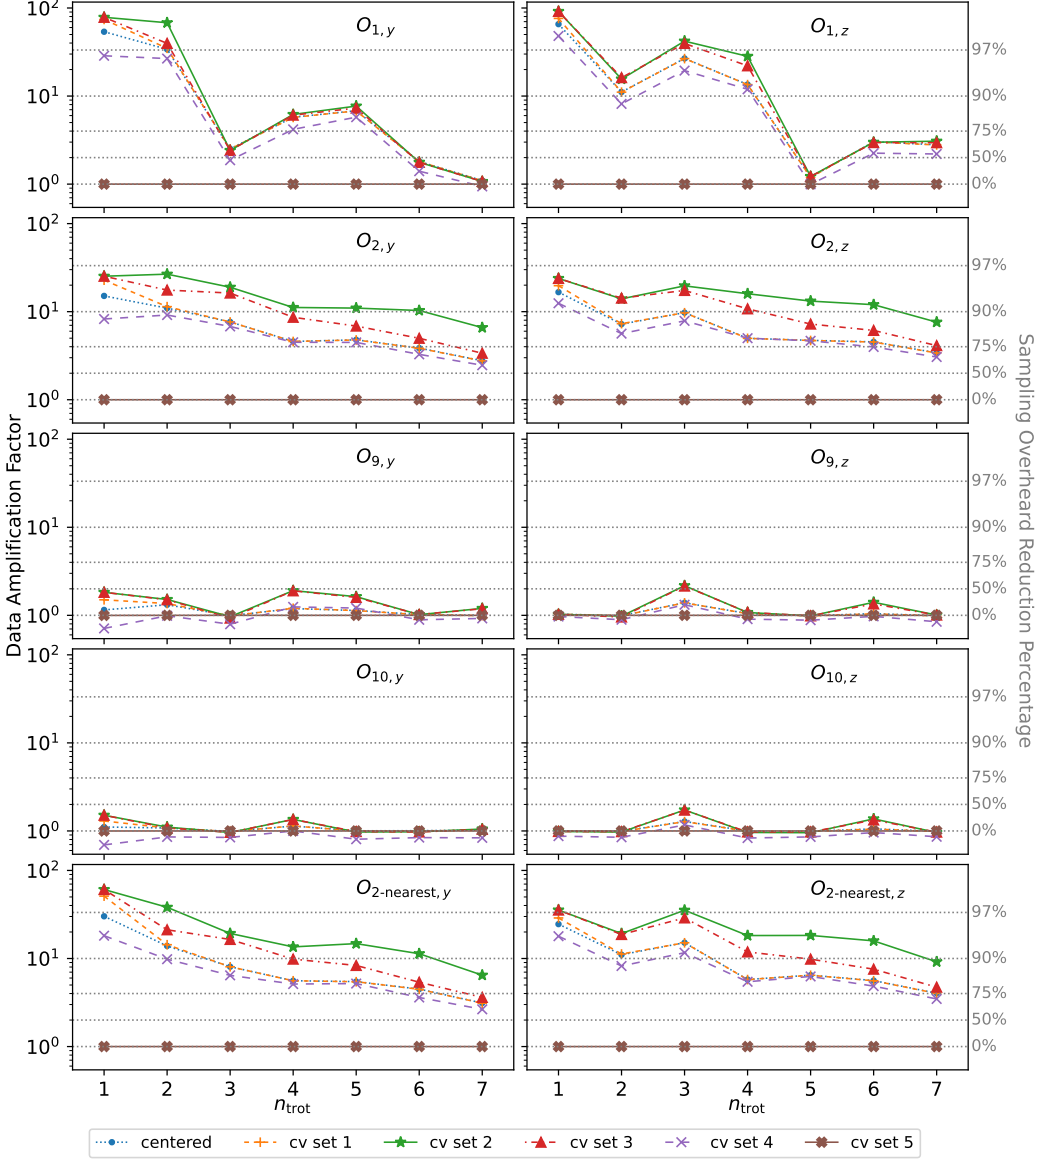 Data Amplification Factor
Sampling Overheard Reduction Percentage
10² O₁,y O₁,z 97%
10¹ 90%
75%
50%
10⁰ 0%
10² O₂,y O₂,z 97%
10¹ 90%
75%
50%
10⁰ 0%
10² O₉,y O₉,z 97%
10¹ 90%
75%
50%
10⁰ 0%
10² O₁₀,y O₁₀,z 97%
10¹ 90%
75%
50%
10⁰ 0%
10² O₂₋nearest,y O₂₋nearest,z 97%
10¹ 90%
75%
50%
10⁰ 0%
1 2 3 4 5 6 7 1 2 3 4 5 6 7
n_trot n_trot
centered cv set 1 cv set 2 cv set 3 cv set 4 cv set 5